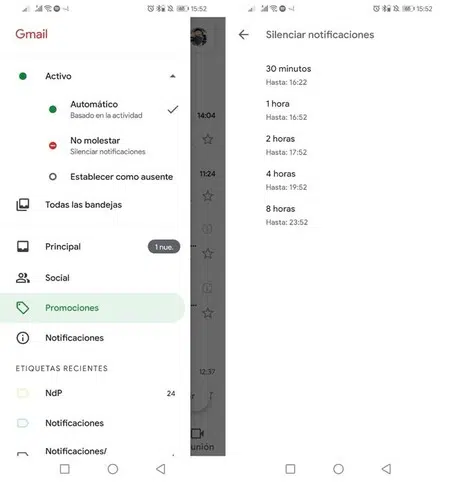 15:52
Gmail
Activo
Automático
Basado en la actividad
No molestar
Silenciar notificaciones
Establecer como ausente
Todas las bandejas
Principal
1 nue.
Social
Promociones
Notificaciones
ETIQUETAS RECIENTES
NdP
24
Notificaciones
Notificaciones/
14:04
11:24
12:37
unión
15:52
Silenciar notificaciones
30 minutos
Hasta: 16:22
1 hora
Hasta: 16:52
2 horas
Hasta: 17:52
4 horas
Hasta: 19:52
8 horas
Hasta: 23:52